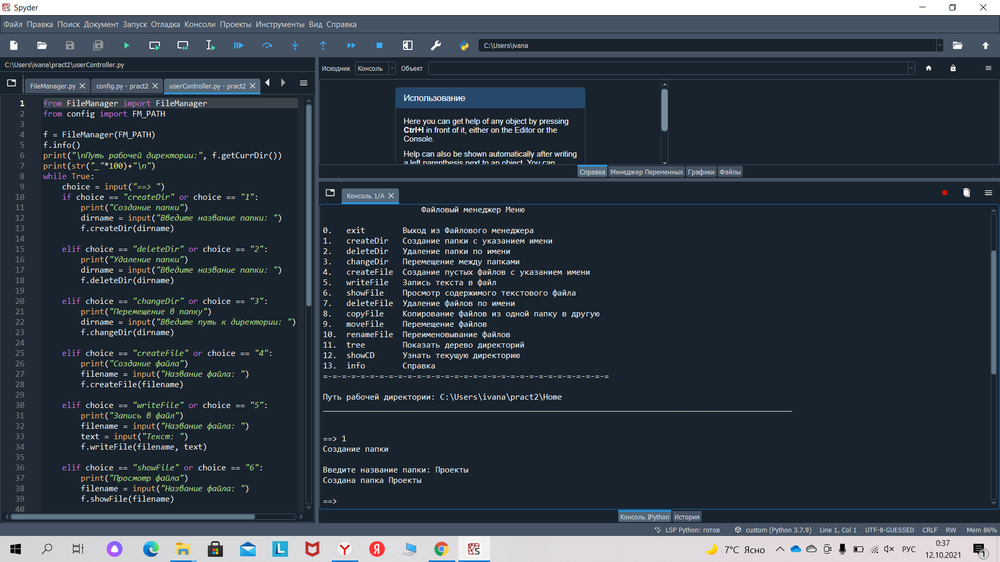 Spyder
Файл Правка Поиск Документ Запуск Отладка Консоли Проекты Инструменты Вид Справка
C:\Users\ivana
C:\Users\ivana\pract2\userController.py
FileManager.py
config.py - pract2
userController.py - pract2
1 from FileManager import FileManager
2 from config import FM_PATH
3
4 f = FileManager(FM_PATH)
5 f.info()
6 print("\nПуть рабочей директории:", f.getCurrDir())
7 print(str("_"*100)+"\n")
8 while True:
9 choice = input("==> ")
10 if choice == "createDir" or choice == "1":
11 print("Создание папки")
12 dirname = input("Введите название папки: ")
13 f.createDir(dirname)
14
15 elif choice == "deleteDir" or choice == "2":
16 print("Удаление папки")
17 dirname = input("Введите название папки: ")
18 f.deleteDir(dirname)
19
20 elif choice == "changeDir" or choice == "3":
21 print("Перемещение в папку")
22 dirname = input("Введите путь к директории: ")
23 f.changeDir(dirname)
24
25 elif choice == "createFile" or choice == "4":
26 print("Создание файла")
27 filename = input("Название файла: ")
28 f.createFile(filename)
29
30 elif choice == "writeFile" or choice == "5":
31 print("Запись в файл")
32 filename = input("Название файла: ")
33 text = input("Текст: ")
34 f.writeFile(filename, text)
35
36 elif choice == "showFile" or choice == "6":
37 print("Просмотр файла")
38 filename = input("Название файла: ")
39 f.showFile(filename)
40
Исходник Консоль Объект
Использование
Here you can get help of any object by pressing
Ctrl+I in front of it, either on the Editor or the
Console.
Help can also be shown automatically after writing
a left parenthesis next to an object. You can
Справка Менеджер Переменных Графики Файлы
Консоль 1/A
Файловый менеджер Меню
0. exit Выход из Файлового менеджера
1. createDir Создание папки с указанием имени
2. deleteDir Удаление папки по имени
3. changeDir Перемещение между папками
4. createFile Создание пустых файлов с указанием имени
5. writeFile Запись текста в файл
6. showFile Просмотр содержимого текстового файла
7. deleteFile Удаление файлов по имени
8. copyFile Копирование файлов из одной папку в другую
9. moveFile Перемещение файлов
10. renameFile Переименовывание файлов
11. tree Показать дерево директорий
12. showCD Узнать текущую директорию
13. info Справка
=-=-=-=-=-=-=-=-=-=-=-=-=-=-=-=-=-=-=-=-=-=-=-=-=-=-=-=-=-=-=
Путь рабочей директории: C:\Users\ivana\pract2\Home
____________________________________________________________________________________________________
==> 1
Создание папки
Введите название папки: Проекты
Создана папка Проекты
==>
Консоль IPython История
LSP Python: готов custom (Python 3.7.9) Line 1, Col 1 UTF-8-GUESSED CRLF RW Mem 86%
7°C Ясно
РУС
0:37
12.10.2021
1